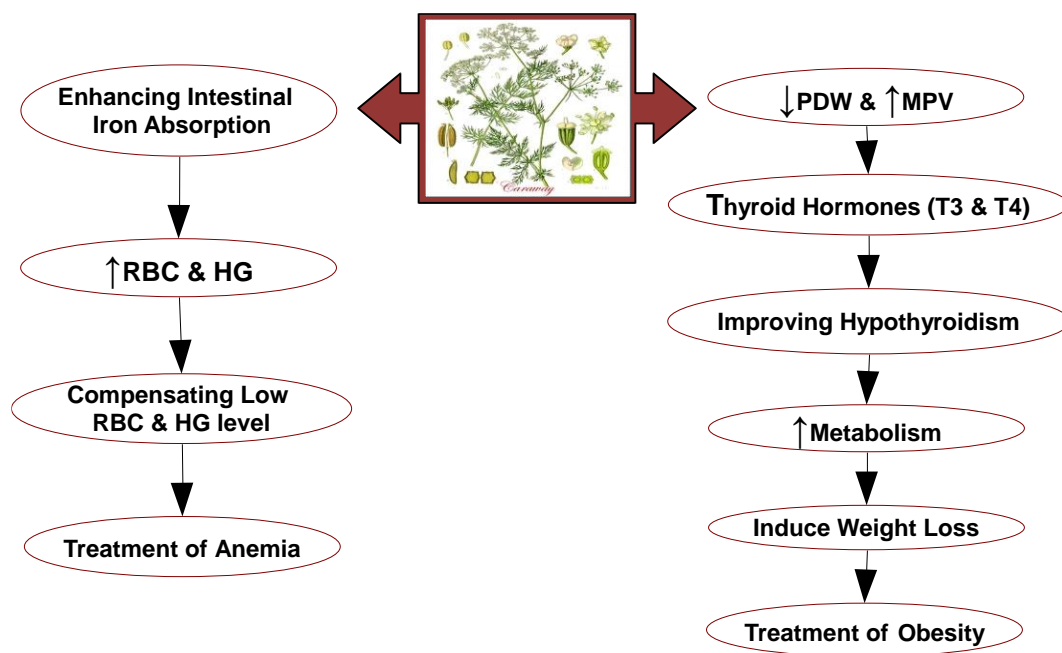 Caraway
Enhancing Intestinal
Iron Absorption
↑RBC & HG
Compensating Low
RBC & HG level
Treatment of Anemia
↓PDW & ↑MPV
Thyroid Hormones (T3 & T4)
Improving Hypothyroidism
↑Metabolism
Induce Weight Loss
Treatment of Obesity